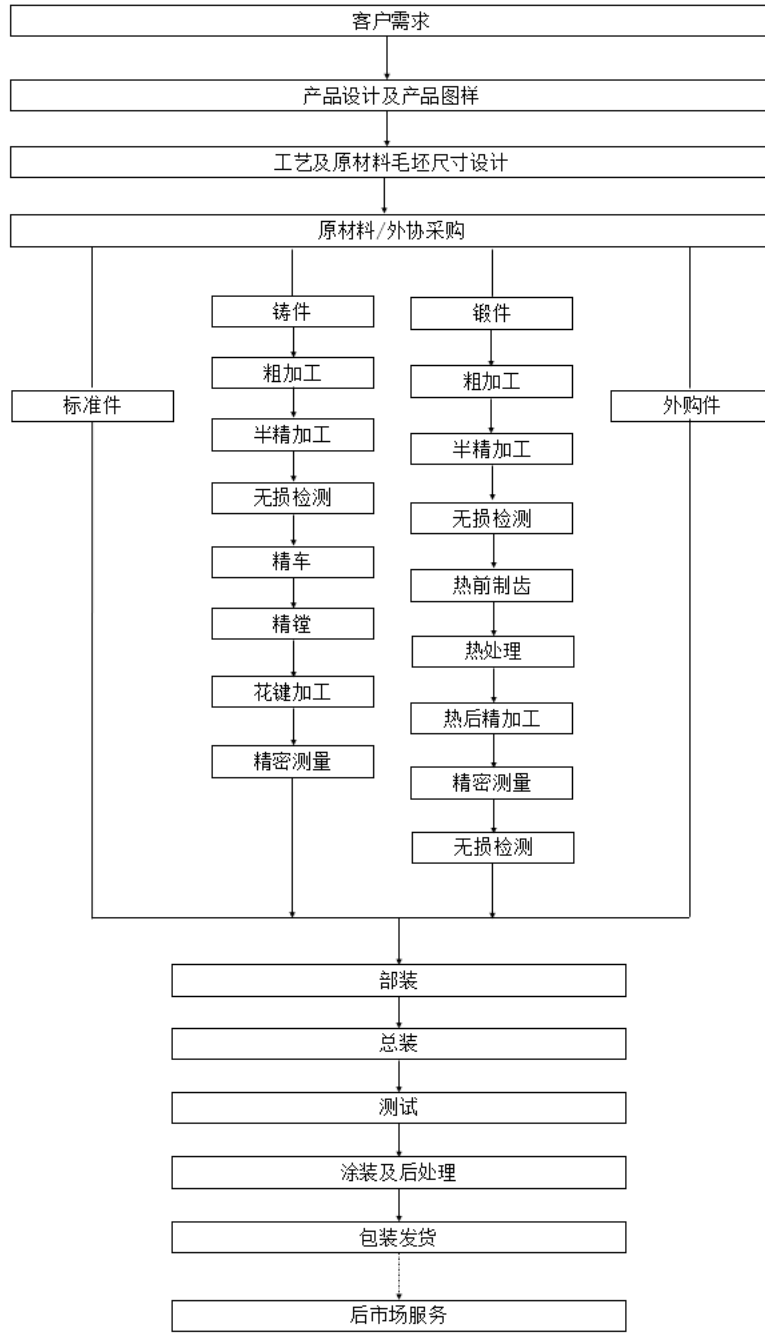 客户需求
产品设计及产品图样
工艺及原材料毛坯尺寸设计
原材料/外协采购
标准件
铸件
粗加工
半精加工
无损检测
精车
精镗
花键加工
精密测量
锻件
粗加工
半精加工
无损检测
热前制齿
热处理
热后精加工
精密测量
无损检测
外购件
部装
总装
测试
涂装及后处理
包装发货
后市场服务